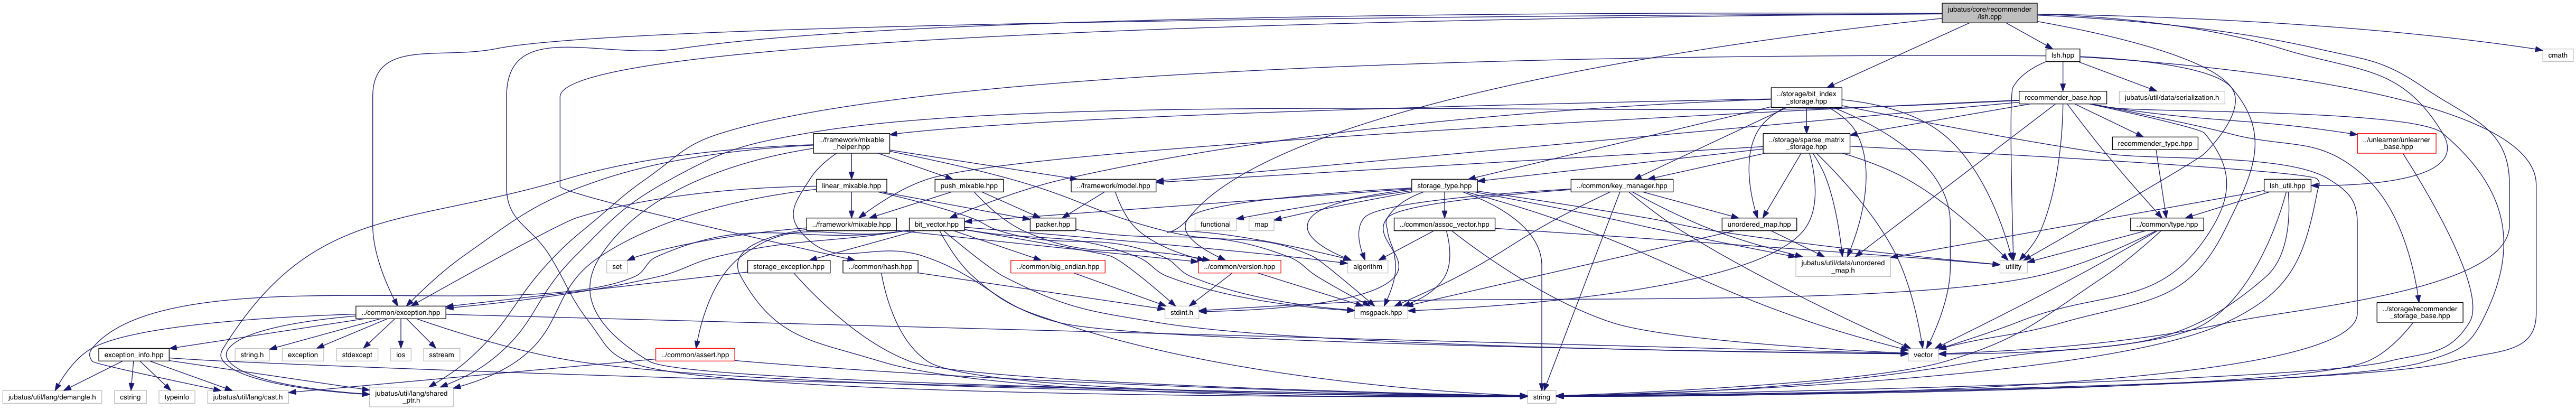 jubatus/core/recommender
/lsh.cpp
lsh.hpp
cmath
../storage/bit_index
_storage.hpp
recommender_base.hpp
jubatus/util/data/serialization.h
../framework/mixable
_helper.hpp
../storage/sparse_matrix
_storage.hpp
recommender_type.hpp
../unlearner/unlearner
_base.hpp
linear_mixable.hpp
push_mixable.hpp
../framework/model.hpp
storage_type.hpp
../common/key_manager.hpp
lsh_util.hpp
../framework/mixable.hpp
packer.hpp
bit_vector.hpp
functional
map
../common/assoc_vector.hpp
unordered_map.hpp
../common/type.hpp
set
storage_exception.hpp
../common/hash.hpp
../common/big_endian.hpp
../common/version.hpp
algorithm
jubatus/util/data/unordered
_map.h
utility
../common/exception.hpp
stdint.h
msgpack.hpp
../storage/recommender
_storage_base.hpp
exception_info.hpp
string.h
exception
stdexcept
ios
sstream
../common/assert.hpp
vector
jubatus/util/lang/demangle.h
cstring
typeinfo
jubatus/util/lang/cast.h
jubatus/util/lang/shared
_ptr.h
string